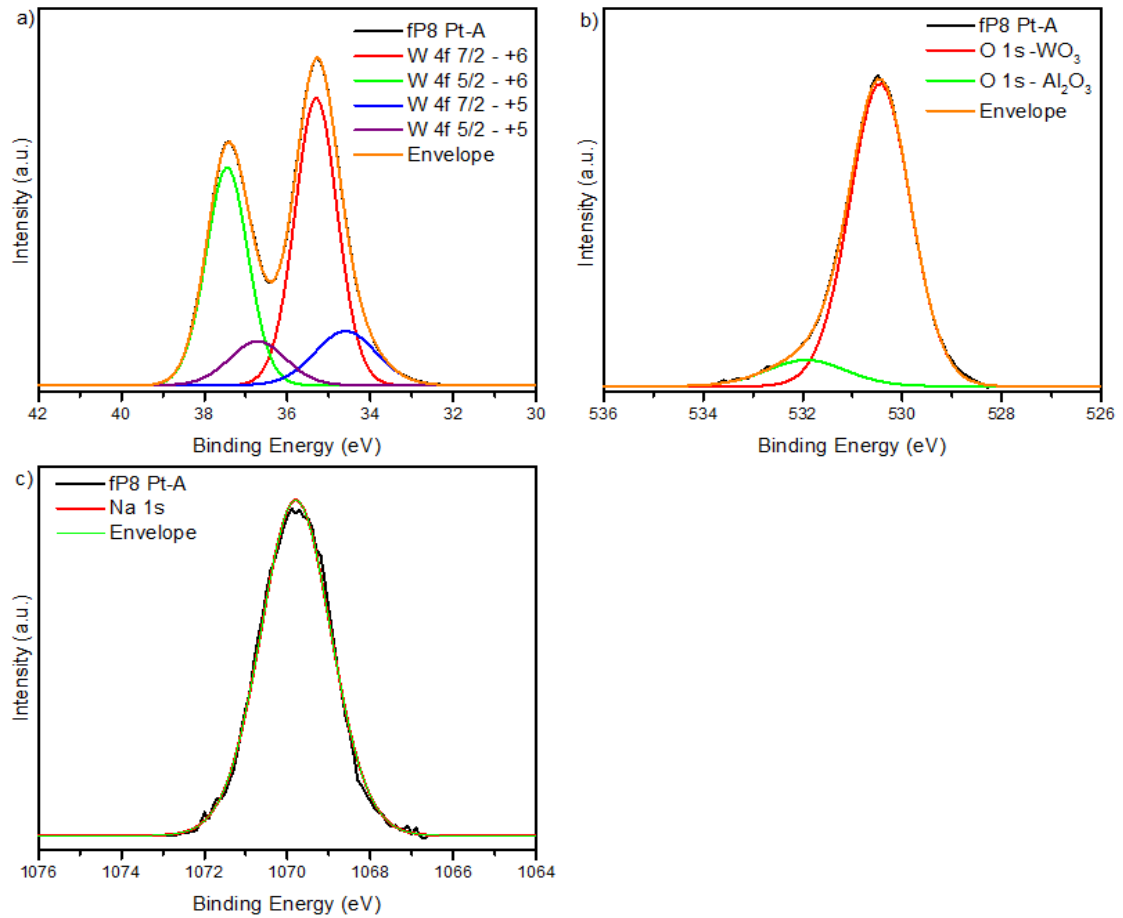 a)
fP8 Pt-A
W 4f 7/2 - +6
W 4f 5/2 - +6
W 4f 7/2 - +5
W 4f 5/2 - +5
Envelope
Intensity (a.u.)
42 40 38 36 34 32 30
Binding Energy (eV)
b)
fP8 Pt-A
O 1s -WO₃
O 1s - Al₂O₃
Envelope
Intensity (a.u.)
536 534 532 530 528 526
Binding Energy (eV)
c)
fP8 Pt-A
Na 1s
Envelope
Intensity (a.u.)
1076 1074 1072 1070 1068 1066 1064
Binding Energy (eV)